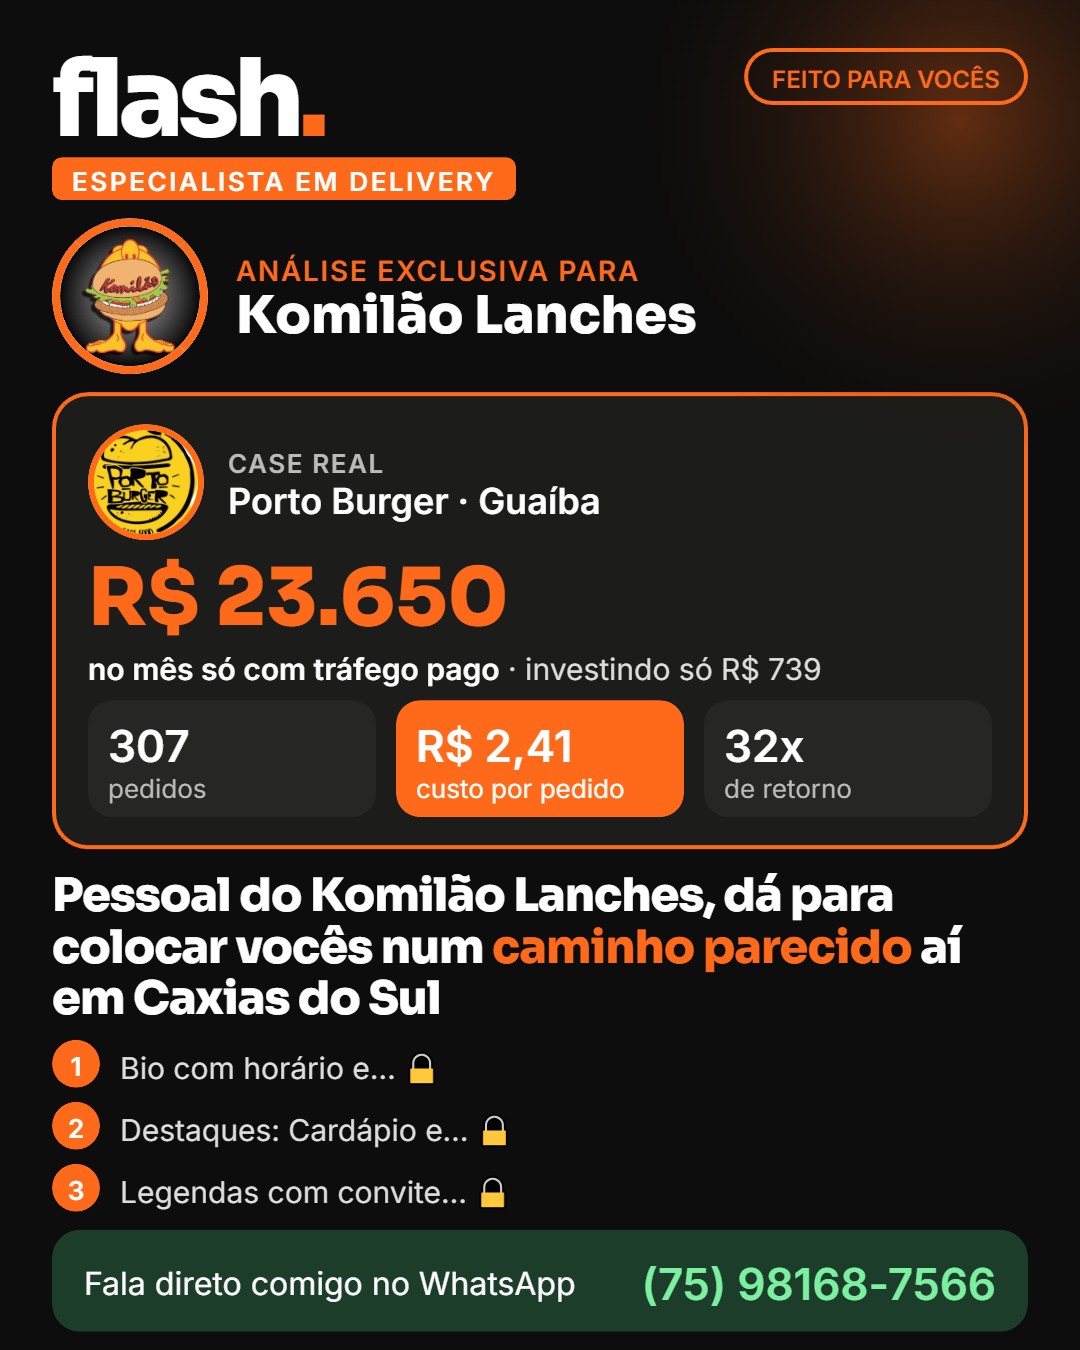 flash.
FEITO PARA VOCÊS
ESPECIALISTA EM DELIVERY
Komilão
ANÁLISE EXCLUSIVA PARA
Komilão Lanches
PORTO
BURGER
CASE REAL
Porto Burger · Guaíba
R$ 23.650
no mês só com tráfego pago · investindo só R$ 739
307
pedidos
R$ 2,41
custo por pedido
32x
de retorno
Pessoal do Komilão Lanches, dá para
colocar vocês num caminho parecido aí
em Caxias do Sul
1 Bio com horário e... 
2 Destaques: Cardápio e... 
3 Legendas com convite... 
Fala direto comigo no WhatsApp (75) 98168-7566